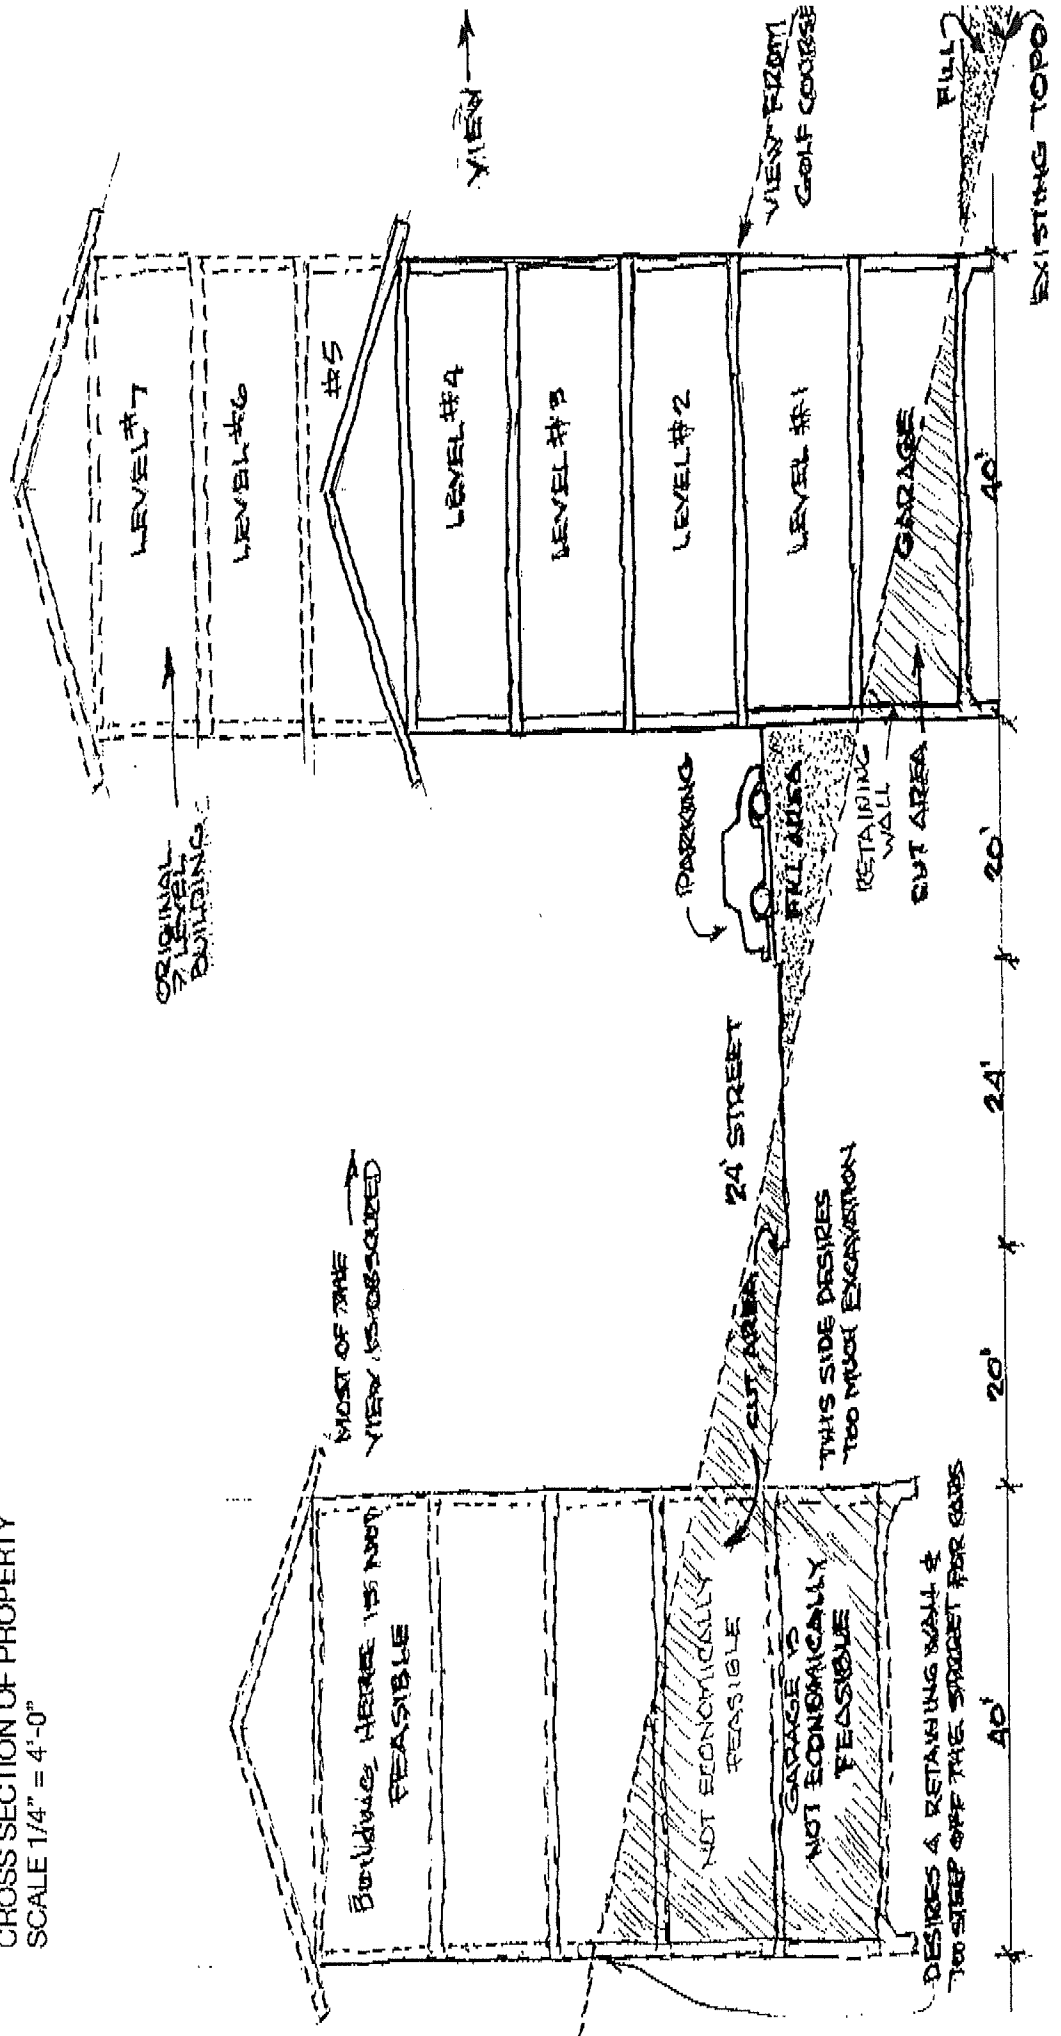 CROSS SECTION OF PROPERTY
SCALE 1/4" = 4'-0"
ORIGINAL
7 LEVEL
BUILDING
LEVEL #7
LEVEL #6
#5
LEVEL #4
LEVEL #3
LEVEL #2
LEVEL #1
GARAGE
VIEW
VIEW FROM
GOLF COURSE
FILL
EXISTING TOPO
MOST OF THE
VIEW IS OBSCURED
PARKING
FILL AREA
RETAINING
WALL
CUT AREA
24' STREET
CUT AREA
THIS SIDE DESIRES
TOO MUCH EXCAVATION
Building HERE IS NOT
FEASIBLE
NOT ECONOMICALLY
FEASIBLE
GARAGE IS
NOT ECONOMICALLY
FEASIBLE
DESIRES A RETAINING WALL &
TOO STEEP OFF THE STREET FOR CARS
40'
20'
24'
20'
40'